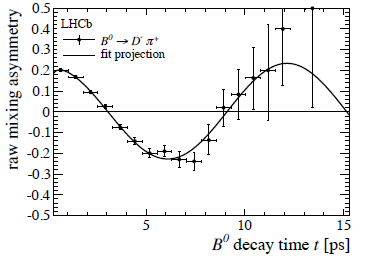 raw mixing asymmetry
0.5
0.4
0.3
0.2
0.1
0
-0.1
-0.2
-0.3
-0.4
-0.5
LHCb
B⁰ → D⁻ π⁺
fit projection
5
10
15
B⁰ decay time t [ps]